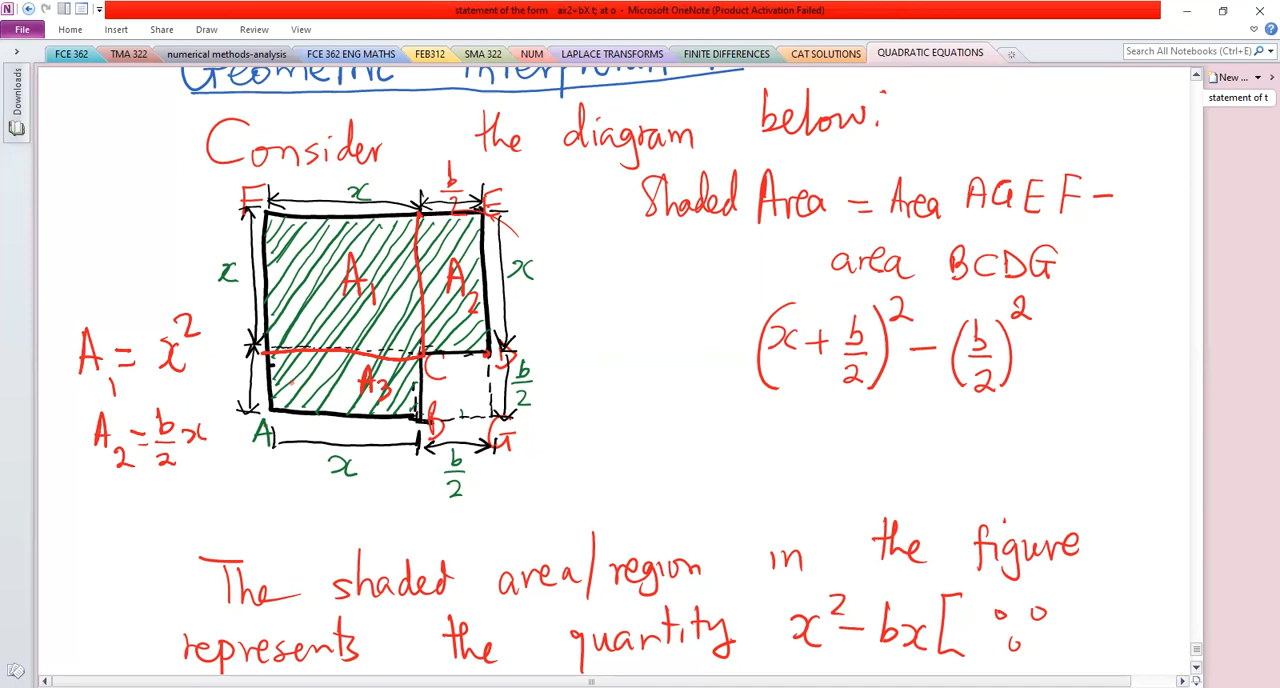 statement of the form ax2+bX t; at o - Microsoft OneNote (Product Activation Failed)
File Home Insert Share Draw Review View
FCE 362 TMA 322 numerical methods-analysis FCE 362 ENG MATHS FEB312 SMA 322 NUM LAPLACE TRANSFORMS FINITE DIFFERENCES CAT SOLUTIONS QUADRATIC EQUATIONS Search All Notebooks (Ctrl+E)
Downloads
New ...
statement of t
Geometric
Consider the diagram below:
F x b/2 E
Shaded Area = Area AGEF -
area BCDG
x A1 A2 x
(x + b/2)² - (b/2)²
A1 = x²
C D
A3 b/2
A2 = b/2 x
A B G
x b/2
The shaded area/region in the figure
represents the quantity x² - bx [ ∵